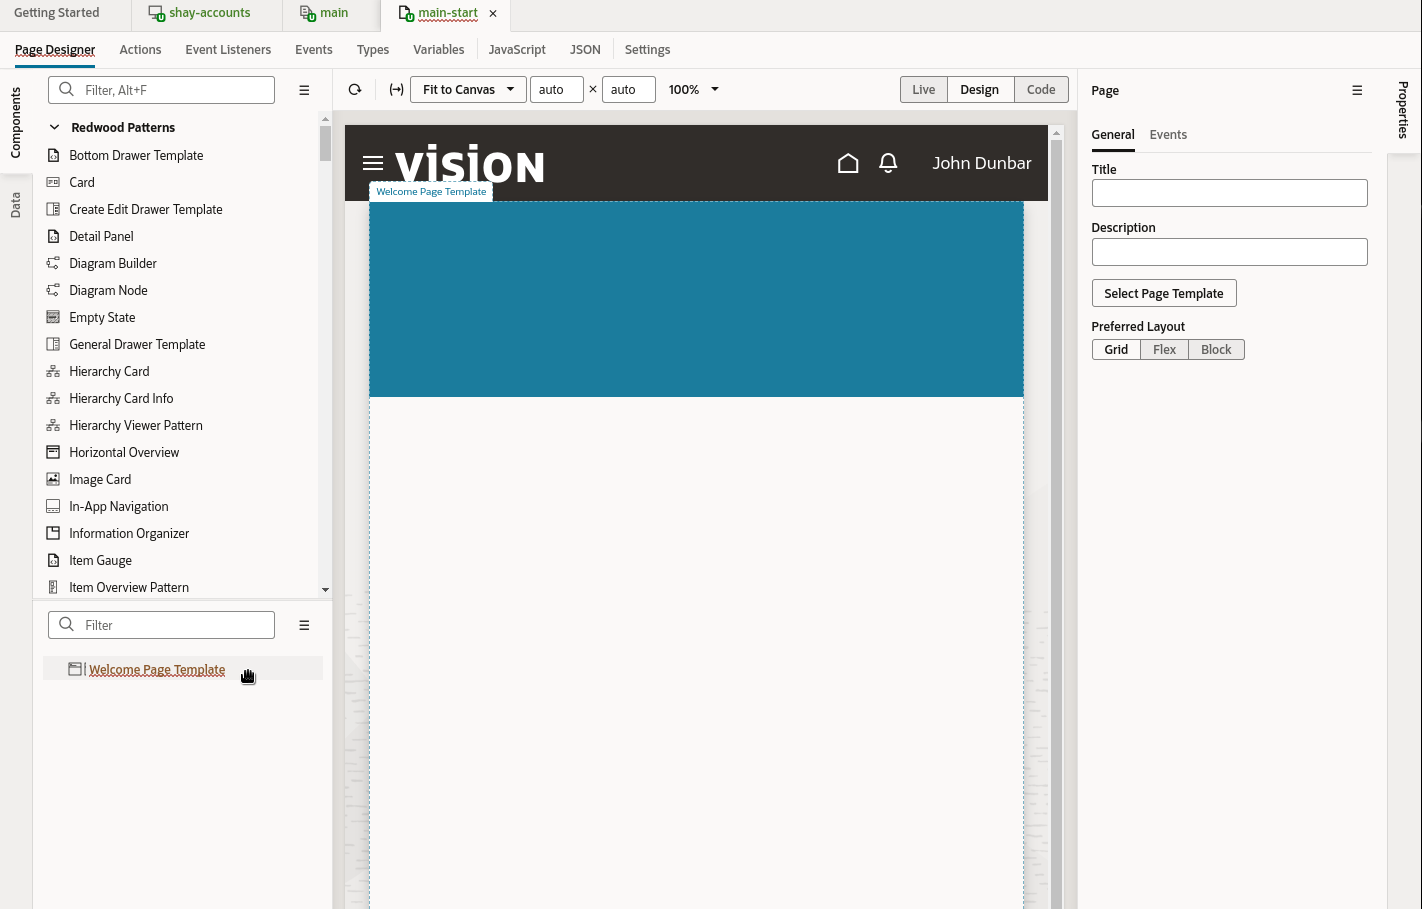 Getting Started
shay-accounts
main
main-start
Page Designer
Actions
Event Listeners
Events
Types
Variables
JavaScript
JSON
Settings
Components
Data
Filter, Alt+F
Redwood Patterns
Bottom Drawer Template
Card
Create Edit Drawer Template
Detail Panel
Diagram Builder
Diagram Node
Empty State
General Drawer Template
Hierarchy Card
Hierarchy Card Info
Hierarchy Viewer Pattern
Horizontal Overview
Image Card
In-App Navigation
Information Organizer
Item Gauge
Item Overview Pattern
Filter
Welcome Page Template
Fit to Canvas
auto × auto
100%
Live
Design
Code
vision
John Dunbar
Welcome Page Template
Page
General
Events
Title
Description
Select Page Template
Preferred Layout
Grid
Flex
Block
Properties